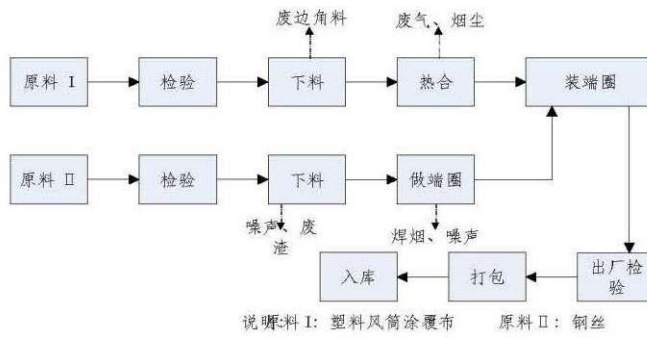 废边角料
废气、烟尘
原料 I
检验
下料
热合
装端圈
原料 II
检验
下料
做端圈
噪声、废
渣
焊烟、噪声
入库
打包
出厂检
验
说明:原料 I: 塑料风筒涂覆布 原料 II: 钢丝